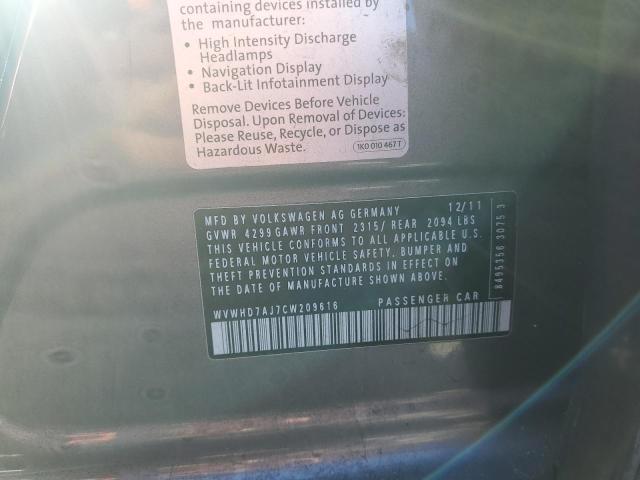 containing devices installed by
the manufacturer:
• High Intensity Discharge
Headlamps
• Navigation Display
• Back-Lit Infotainment Display
Remove Devices Before Vehicle
Disposal. Upon Removal of Devices:
Please Reuse, Recycle, or Dispose as
Hazardous Waste.
1K0 010 467 T
MFD BY VOLKSWAGEN AG GERMANY 12/11
GVWR 4299 GAWR FRONT 2315/ REAR 2094 LBS
THIS VEHICLE CONFORMS TO ALL APPLICABLE U.S.
FEDERAL MOTOR VEHICLE SAFETY, BUMPER AND
THEFT PREVENTION STANDARDS IN EFFECT ON
THE DATE OF MANUFACTURE SHOWN ABOVE.
WVWHD7AJ7CW209616 PASSENGER CAR
8495356 3075 3